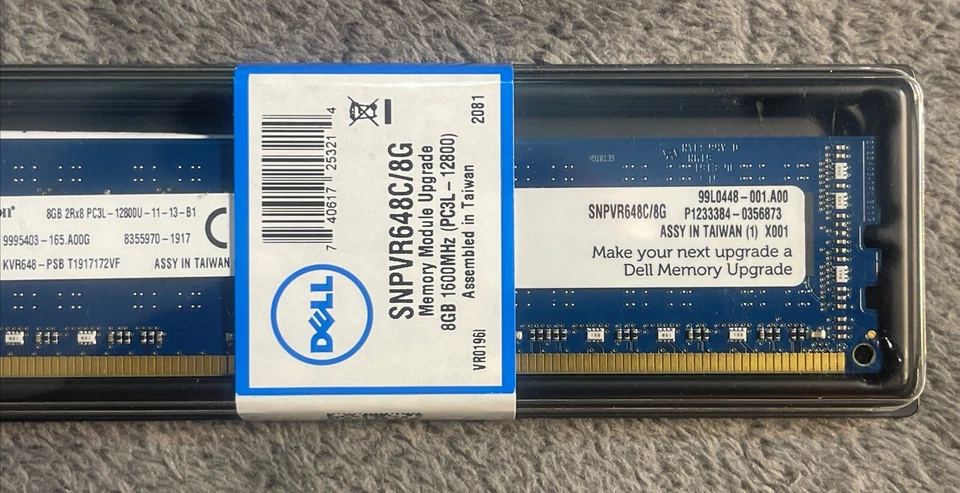 on®
8GB 2Rx8 PC3L-12800U-11-13-B1
9995403-165.A00G 8355970-1917
KVR648-PSB T1917172VF ASSY IN TAIWAN
7 40617 25321 4
2081
SNPVR648C/8G
Memory Module Upgrade
8GB 1600MHz (PC3L-12800)
Assembled in Taiwan
DELL
VR0196I
99L0448-001.A00
SNPVR648C/8G P1233384-0356873
ASSY IN TAIWAN (1) X001
Make your next upgrade a
Dell Memory Upgrade